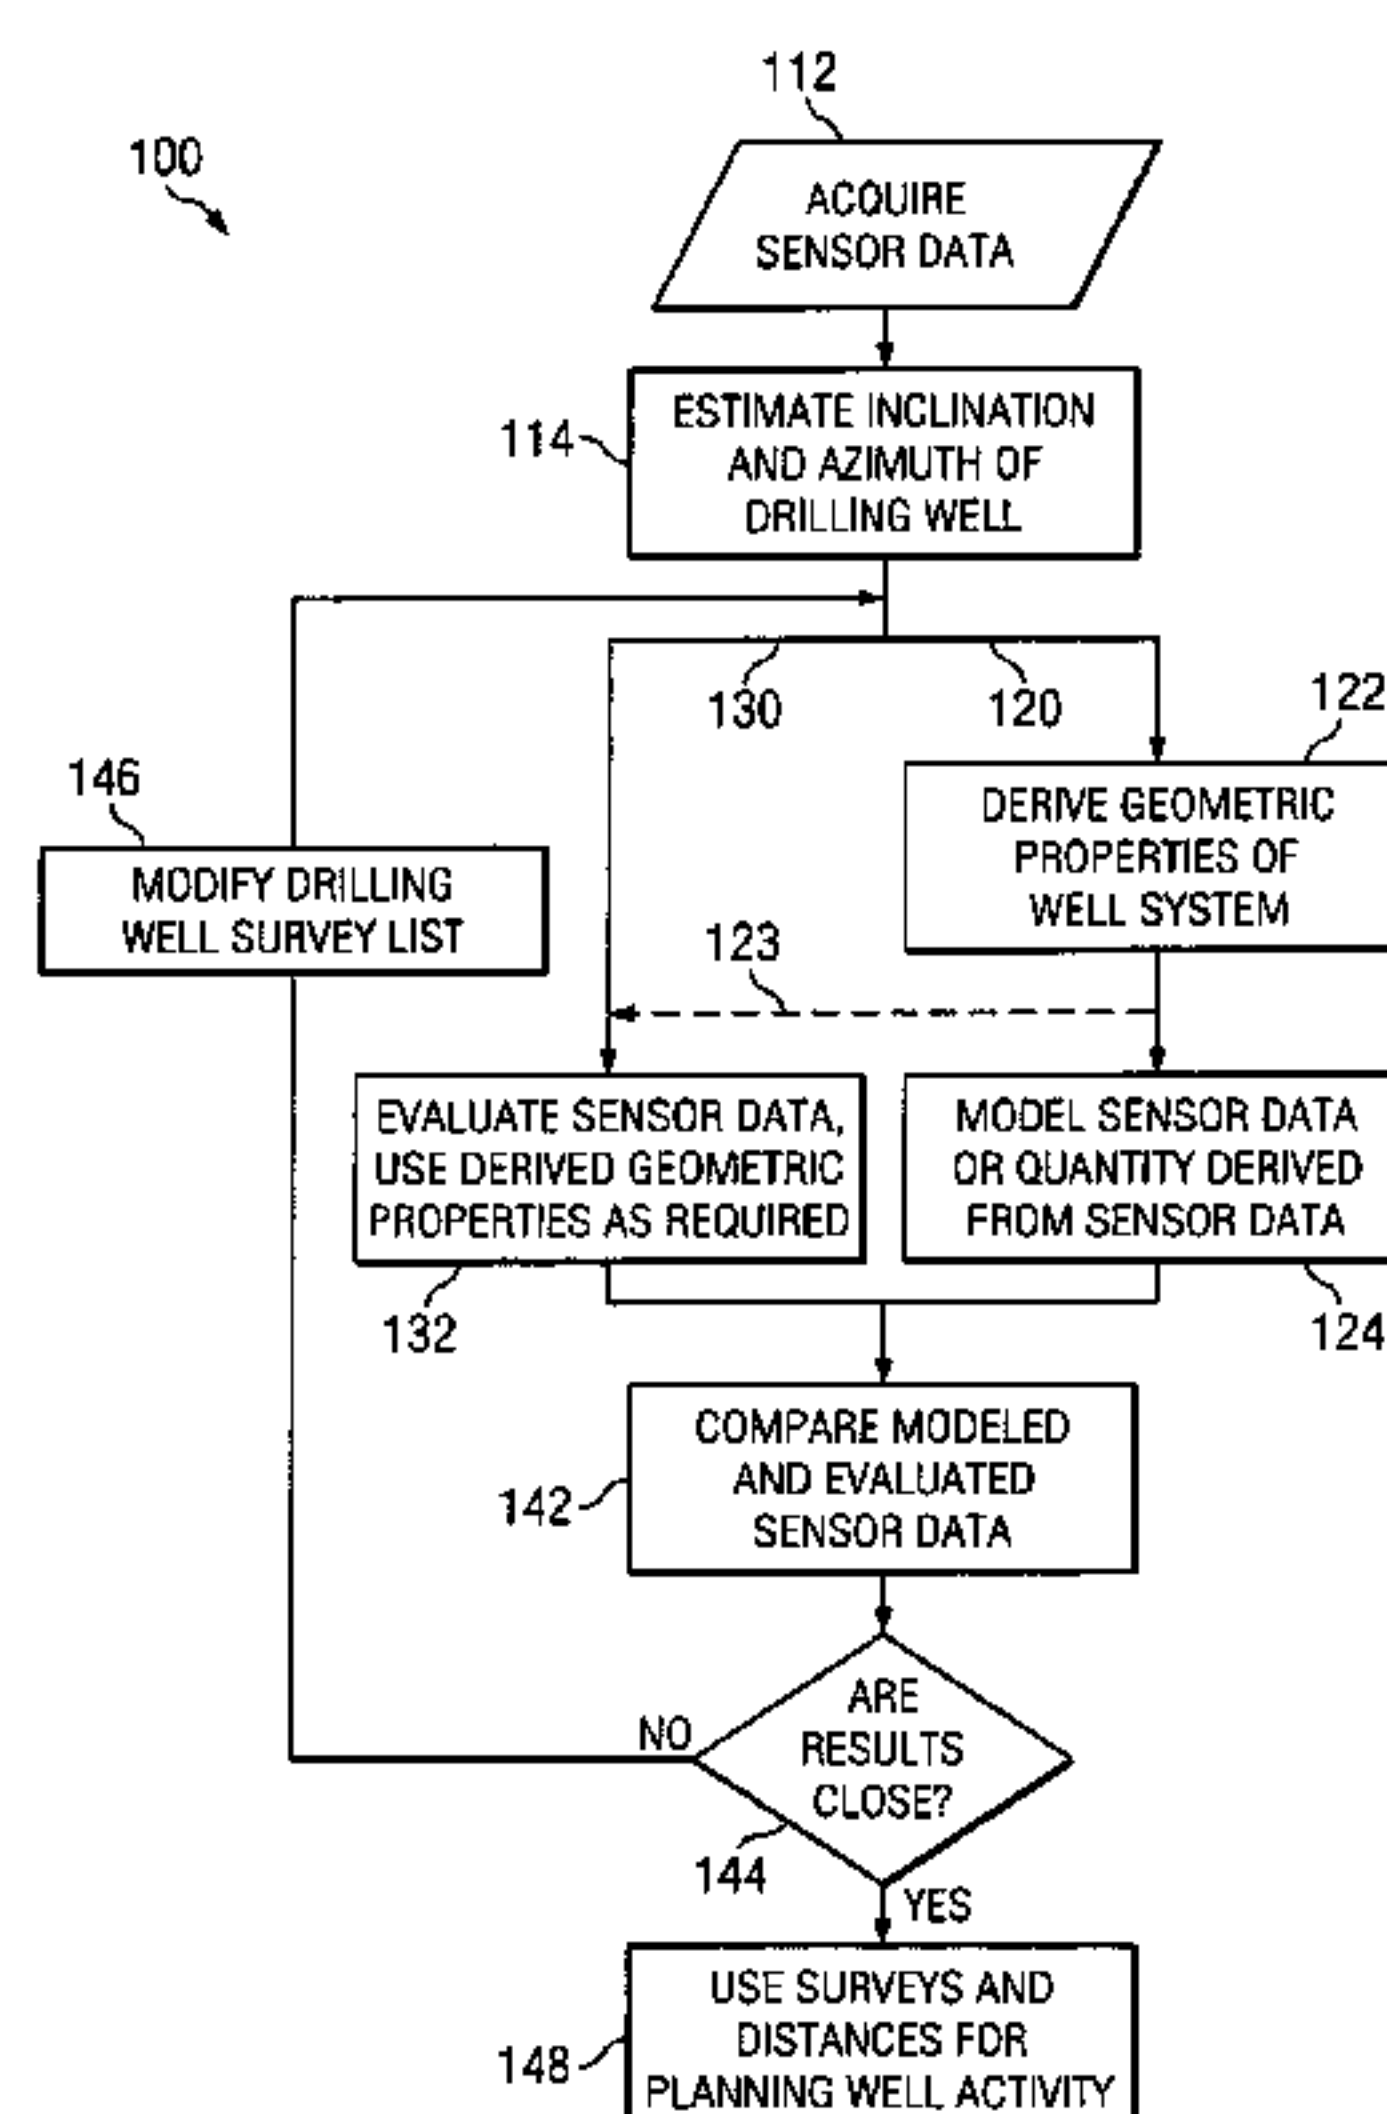 112
100
ACQUIRE
SENSOR DATA
114
ESTIMATE INCLINATION
AND AZIMUTH OF
DRILLING WELL
130
120
122
146
DERIVE GEOMETRIC
PROPERTIES OF
WELL SYSTEM
MODIFY DRILLING
WELL SURVEY LIST
123
EVALUATE SENSOR DATA,
USE DERIVED GEOMETRIC
PROPERTIES AS REQUIRED
MODEL SENSOR DATA
OR QUANTITY DERIVED
FROM SENSOR DATA
132
124
COMPARE MODELED
AND EVALUATED
SENSOR DATA
142
ARE
RESULTS
CLOSE?
NO
144
YES
USE SURVEYS AND
DISTANCES FOR
PLANNING WELL ACTIVITY
148